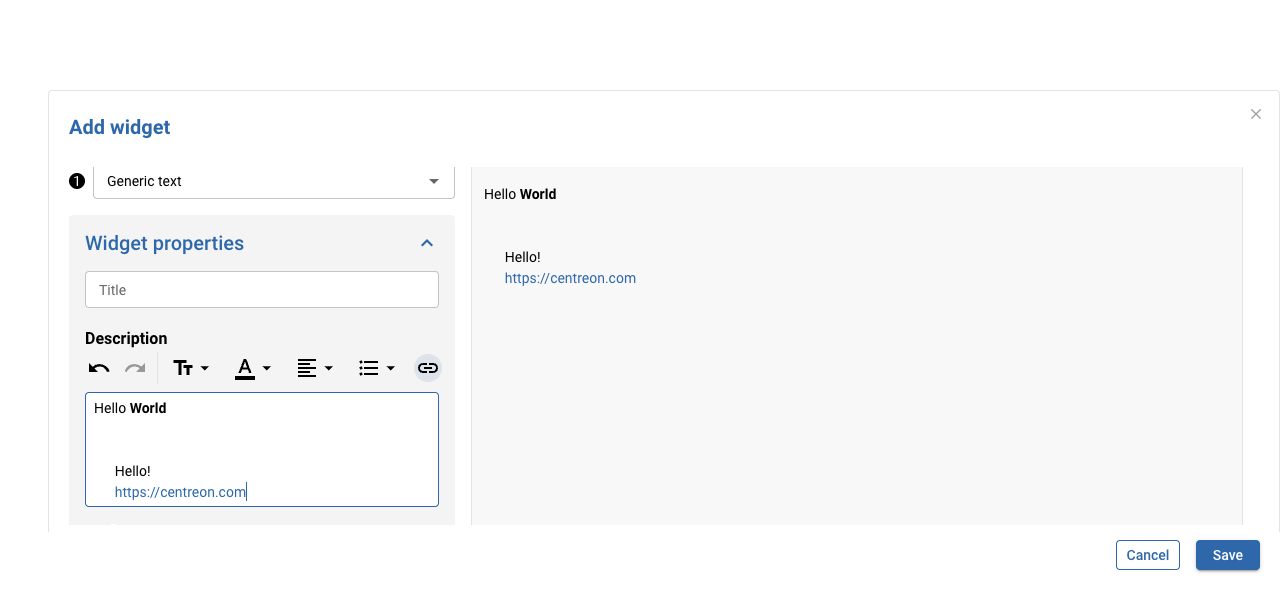 Add widget
1
Generic text
Widget properties
Title
Description
Tт
A
Hello World
Hello!
https://centreon.com
Hello World
Hello!
https://centreon.com
Cancel
Save